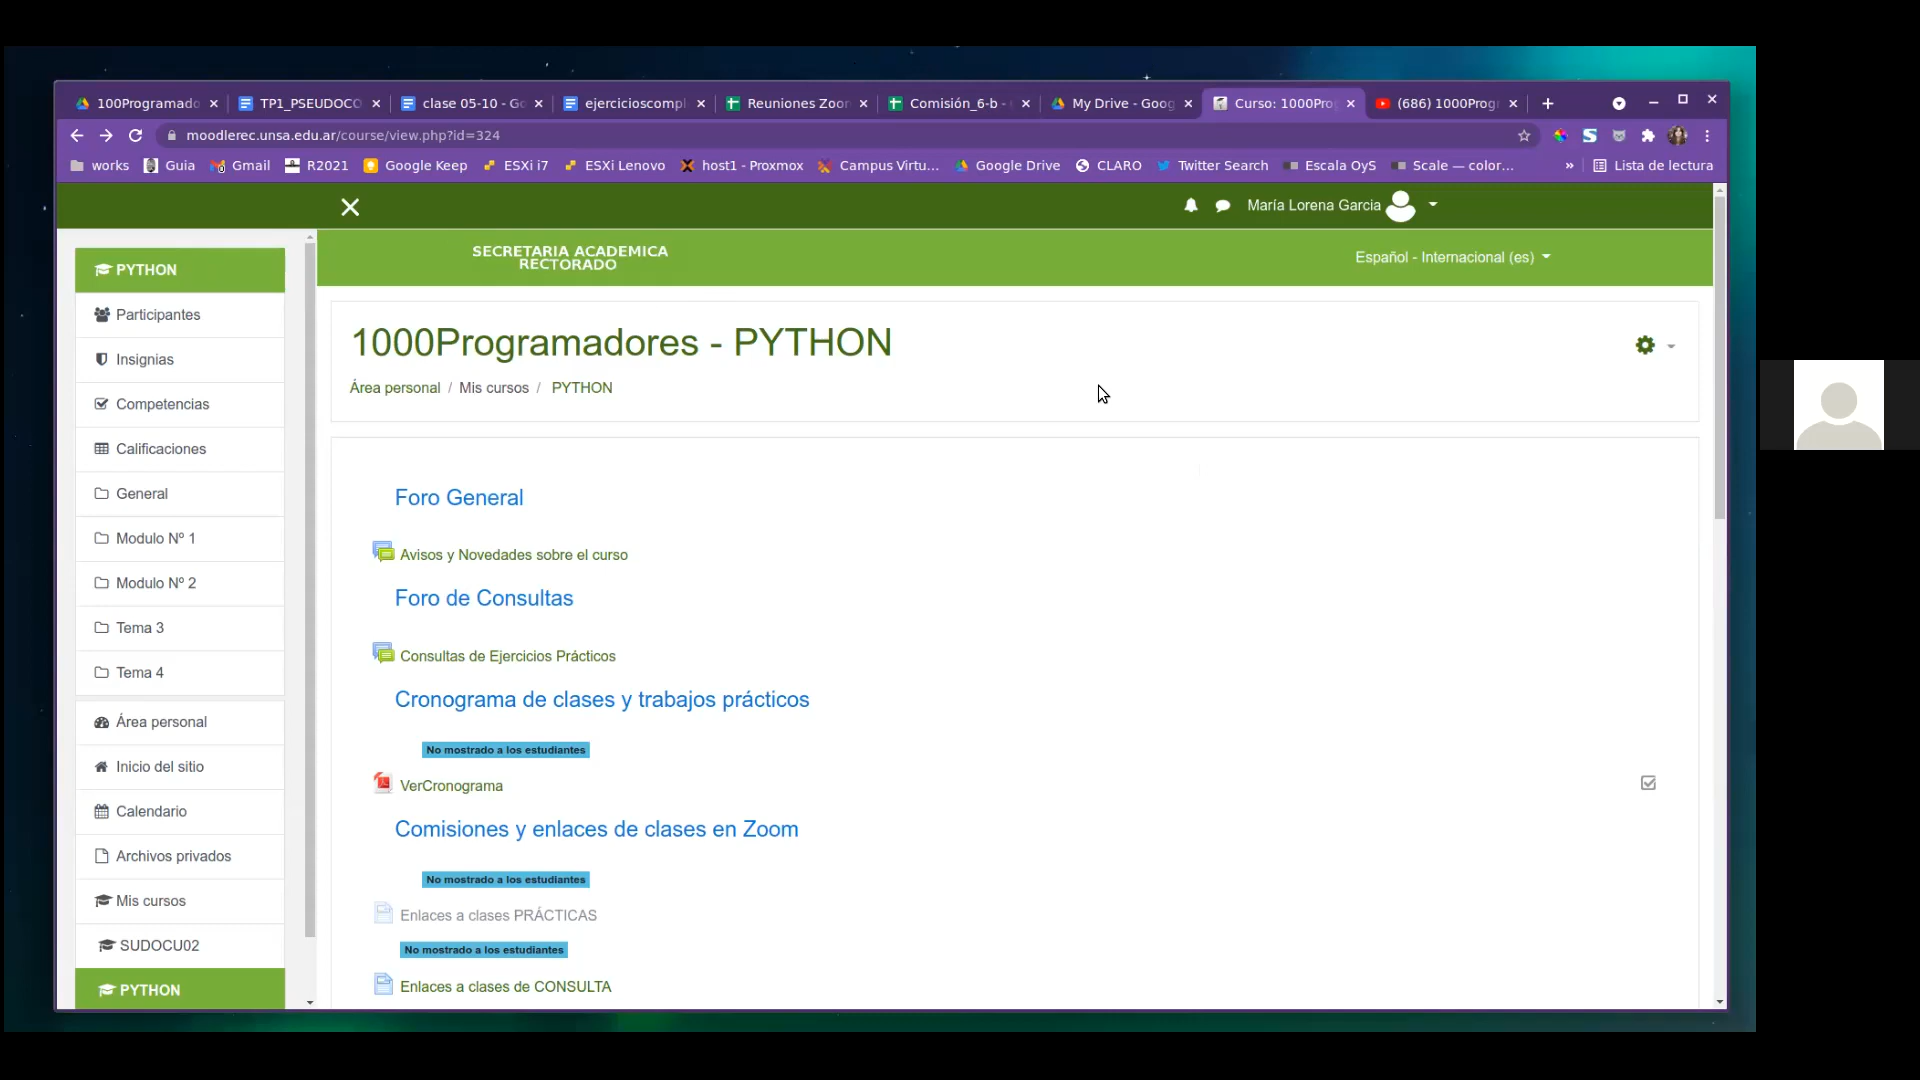 100Programado
TP1_PSEUDOCO
clase 05-10 - Go
ejercicioscompl
Reuniones Zoon
Comisión_6-b -
My Drive - Goog
Curso: 1000Pro
(686) 1000Progr
moodlerec.unsa.edu.ar/course/view.php?id=324
works
Guia
Gmail
R2021
Google Keep
ESXi i7
ESXi Lenovo
host1 - Proxmox
Campus Virtu...
Google Drive
CLARO
Twitter Search
Escala OyS
Scale — color...
»
Lista de lectura
María Lorena Garcia
SECRETARIA ACADEMICA
RECTORADO
Español - Internacional (es)
PYTHON
Participantes
Insignias
Competencias
Calificaciones
General
Modulo Nº 1
Modulo Nº 2
Tema 3
Tema 4
Área personal
Inicio del sitio
Calendario
Archivos privados
Mis cursos
SUDOCU02
PYTHON
1000Programadores - PYTHON
Área personal / Mis cursos / PYTHON
Foro General
Avisos y Novedades sobre el curso
Foro de Consultas
Consultas de Ejercicios Prácticos
Cronograma de clases y trabajos prácticos
No mostrado a los estudiantes
VerCronograma
Comisiones y enlaces de clases en Zoom
No mostrado a los estudiantes
Enlaces a clases PRÁCTICAS
No mostrado a los estudiantes
Enlaces a clases de CONSULTA